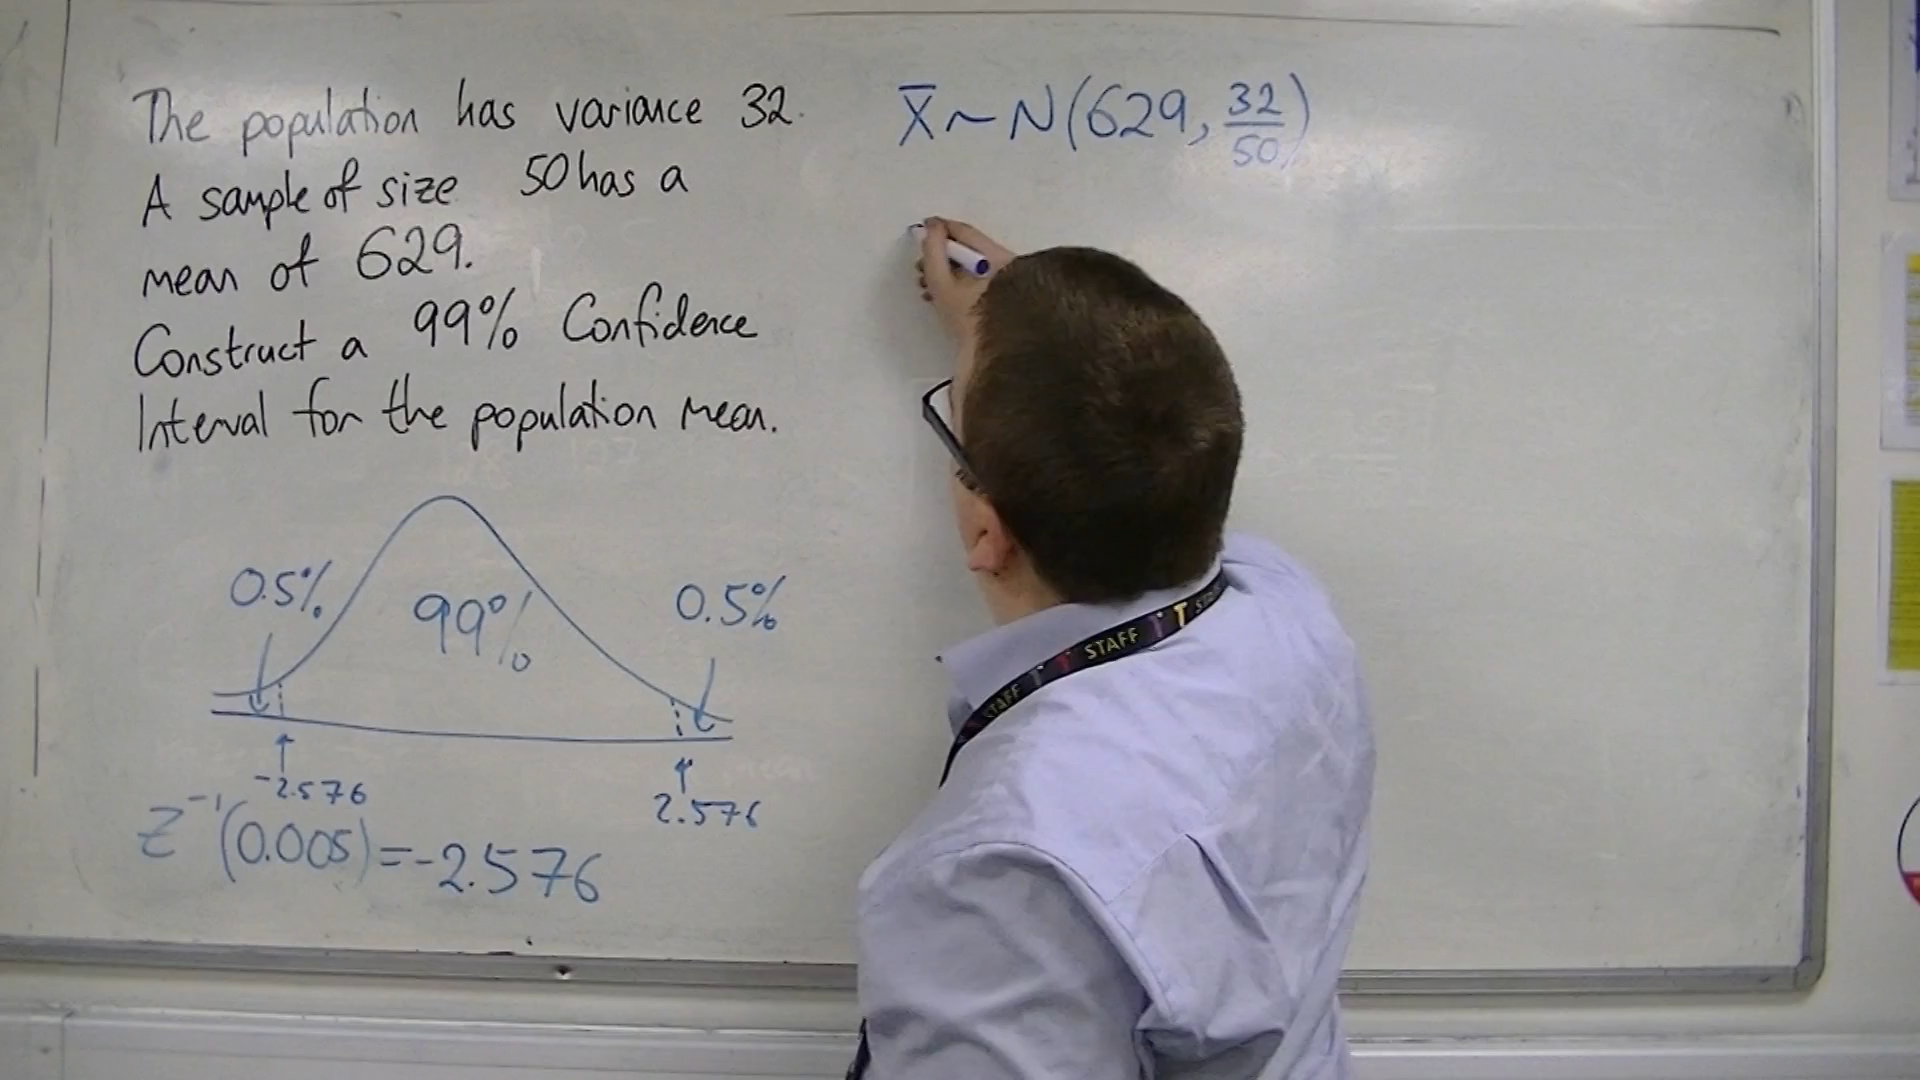 The population has variance 32.
A sample of size 50 has a
mean of 629.
Construct a 99% Confidence
Interval for the population mean.
X̄ ~ N(629, 32/50)
0.5%
99%
0.5%
-2.576
2.576
Z⁻¹(0.005) = -2.576
STAFF
STAFF